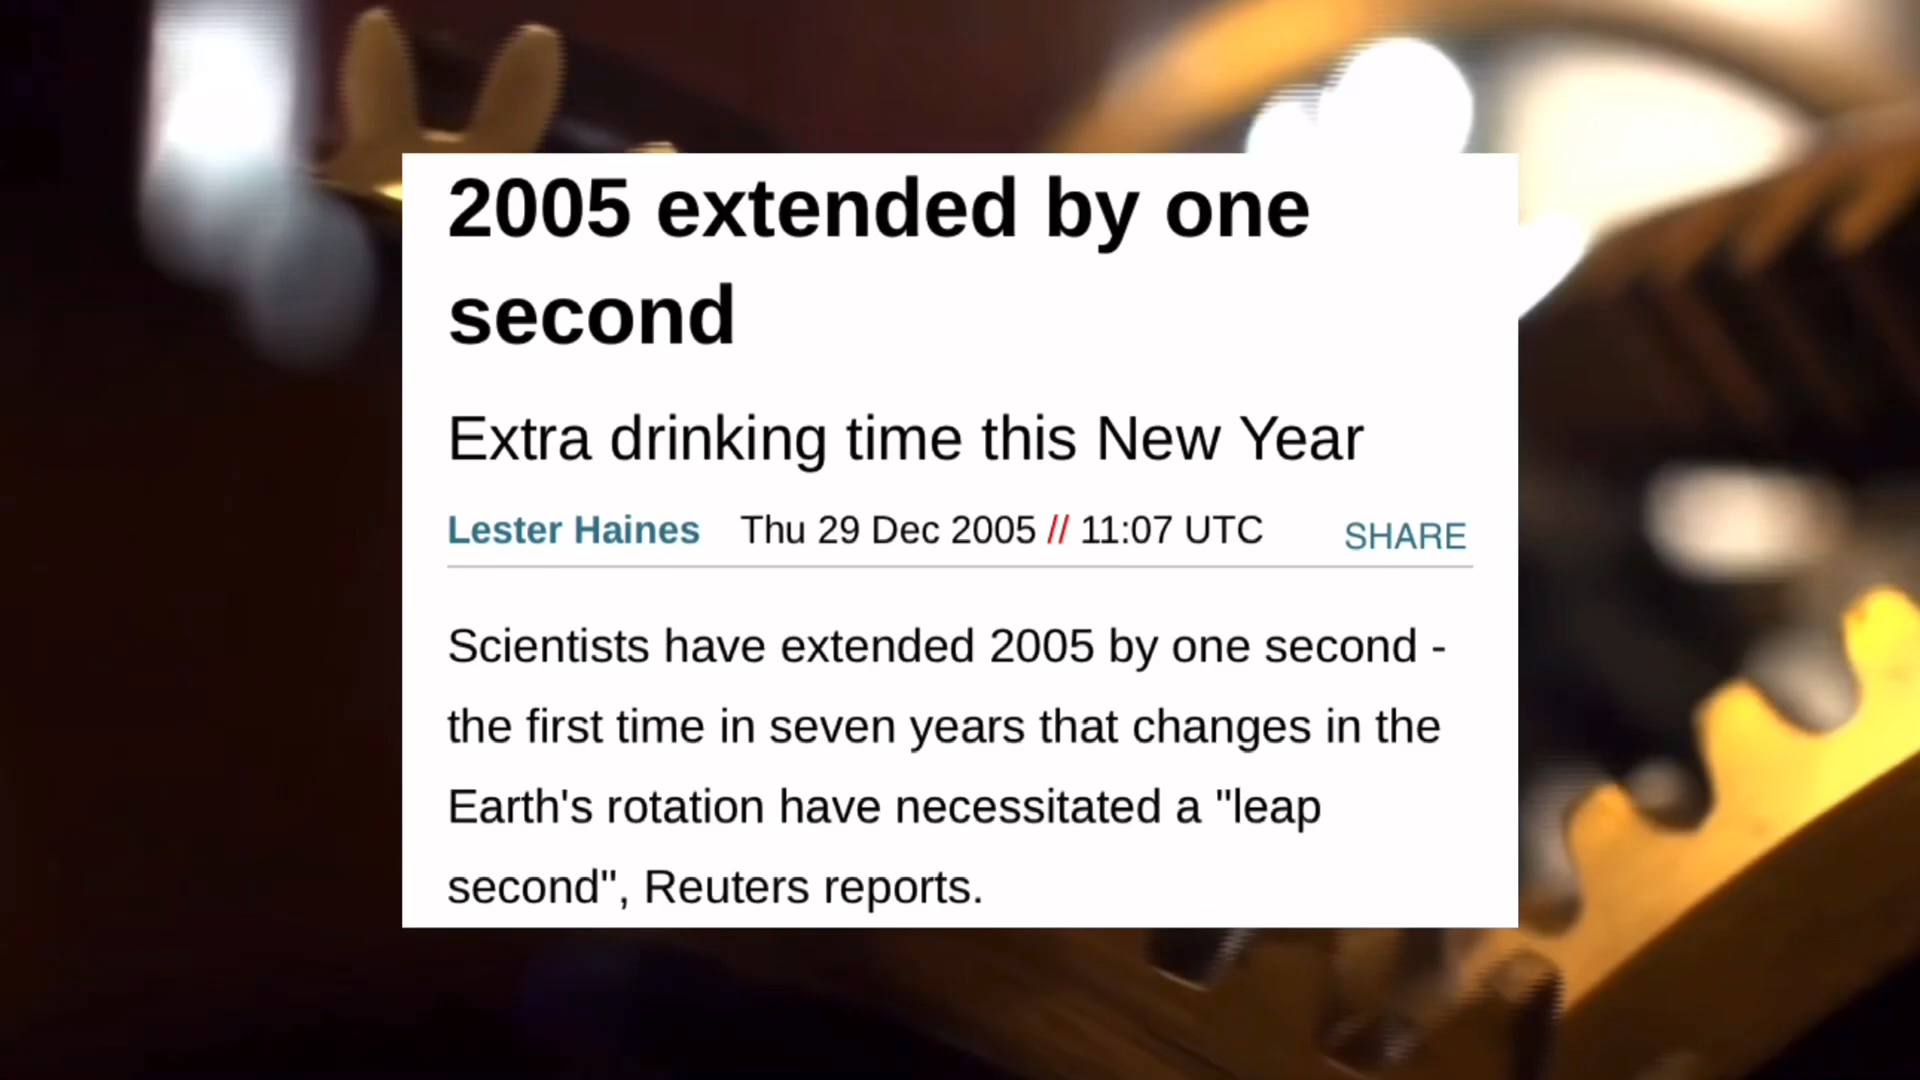 2005 extended by one
second
Extra drinking time this New Year
Lester Haines Thu 29 Dec 2005 // 11:07 UTC SHARE
Scientists have extended 2005 by one second -
the first time in seven years that changes in the
Earth's rotation have necessitated a "leap
second", Reuters reports.